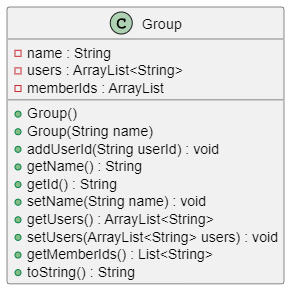 C Group
name : String
users : ArrayList<String>
memberIds : ArrayList
Group()
Group(String name)
addUserId(String userId) : void
getName() : String
getId() : String
setName(String name) : void
getUsers() : ArrayList<String>
setUsers(ArrayList<String> users) : void
getMemberIds() : List<String>
toString() : String